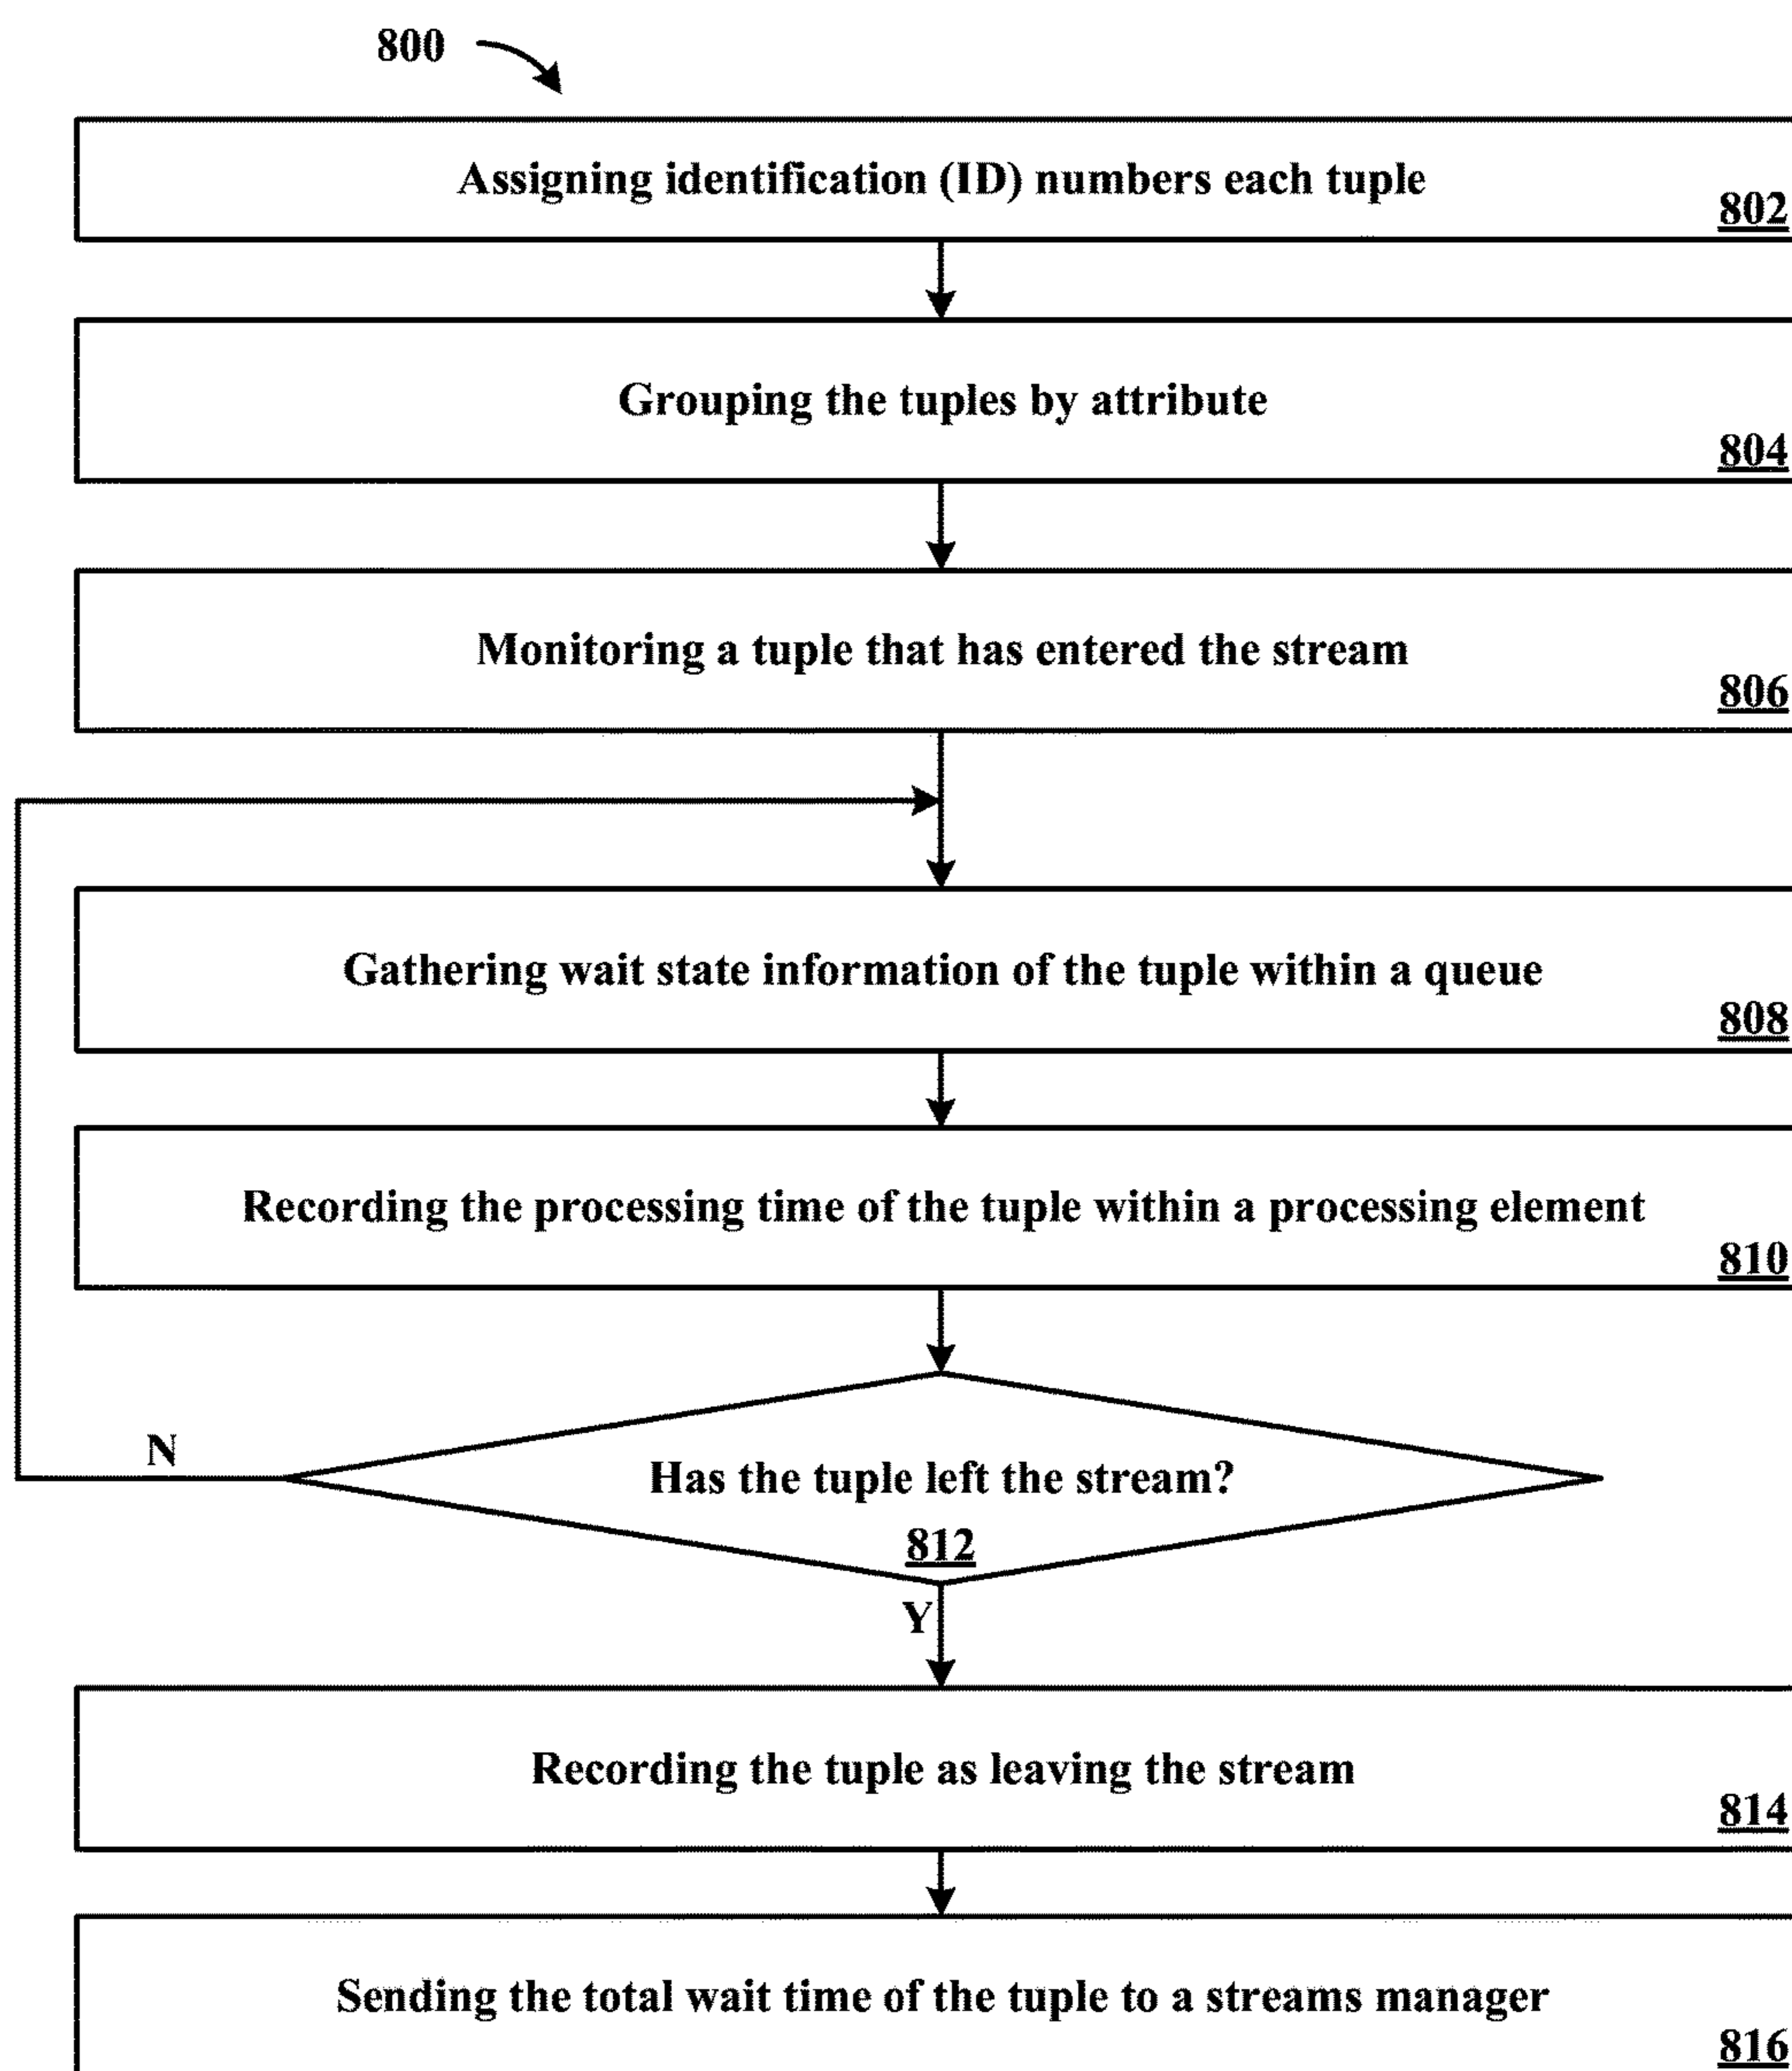 800
Assigning identification (ID) numbers each tuple
802
Grouping the tuples by attribute
804
Monitoring a tuple that has entered the stream
806
Gathering wait state information of the tuple within a queue
808
Recording the processing time of the tuple within a processing element
810
Has the tuple left the stream?
812
N
Y
Recording the tuple as leaving the stream
814
Sending the total wait time of the tuple to a streams manager
816